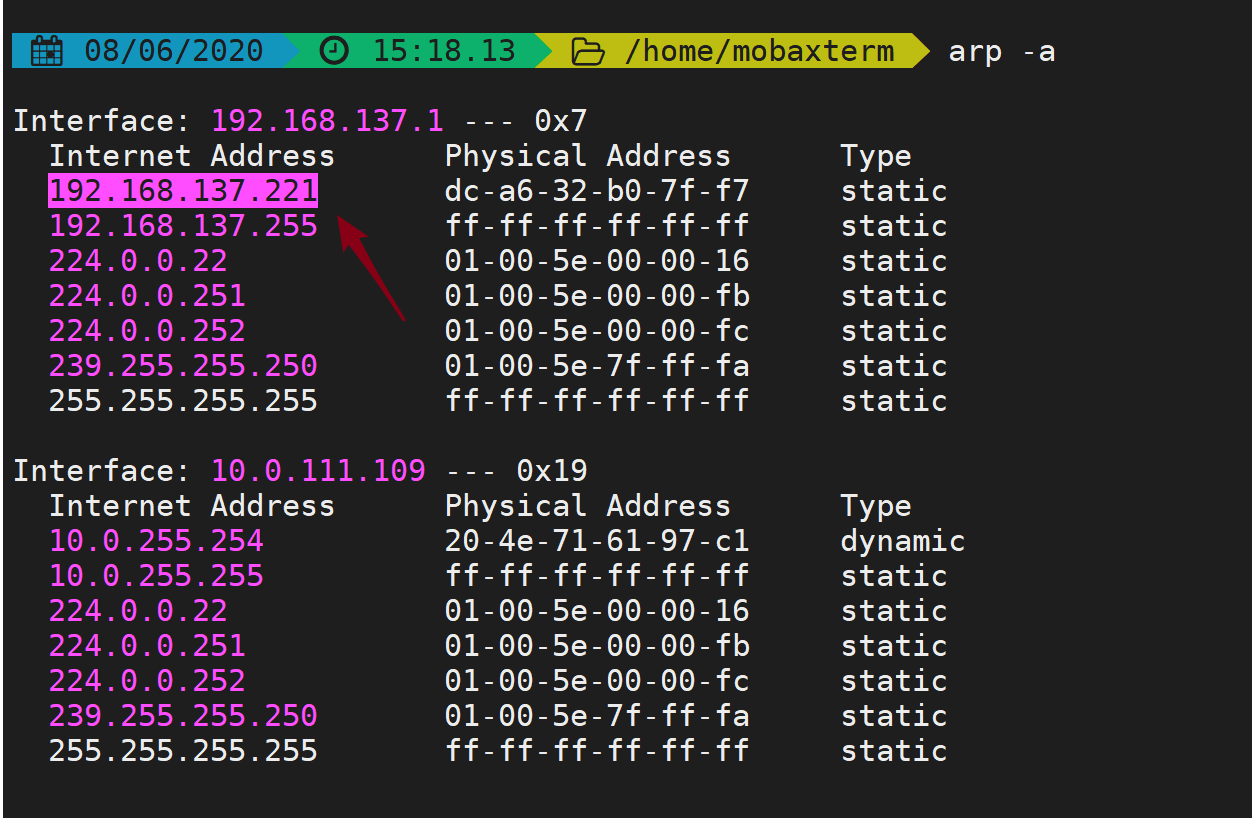 08/06/2020 15:18.13 /home/mobaxterm arp -a
Interface: 192.168.137.1 --- 0x7
Internet Address Physical Address Type
192.168.137.221 dc-a6-32-b0-7f-f7 static
192.168.137.255 ff-ff-ff-ff-ff-ff static
224.0.0.22 01-00-5e-00-00-16 static
224.0.0.251 01-00-5e-00-00-fb static
224.0.0.252 01-00-5e-00-00-fc static
239.255.255.250 01-00-5e-7f-ff-fa static
255.255.255.255 ff-ff-ff-ff-ff-ff static
Interface: 10.0.111.109 --- 0x19
Internet Address Physical Address Type
10.0.255.254 20-4e-71-61-97-c1 dynamic
10.0.255.255 ff-ff-ff-ff-ff-ff static
224.0.0.22 01-00-5e-00-00-16 static
224.0.0.251 01-00-5e-00-00-fb static
224.0.0.252 01-00-5e-00-00-fc static
239.255.255.250 01-00-5e-7f-ff-fa static
255.255.255.255 ff-ff-ff-ff-ff-ff static